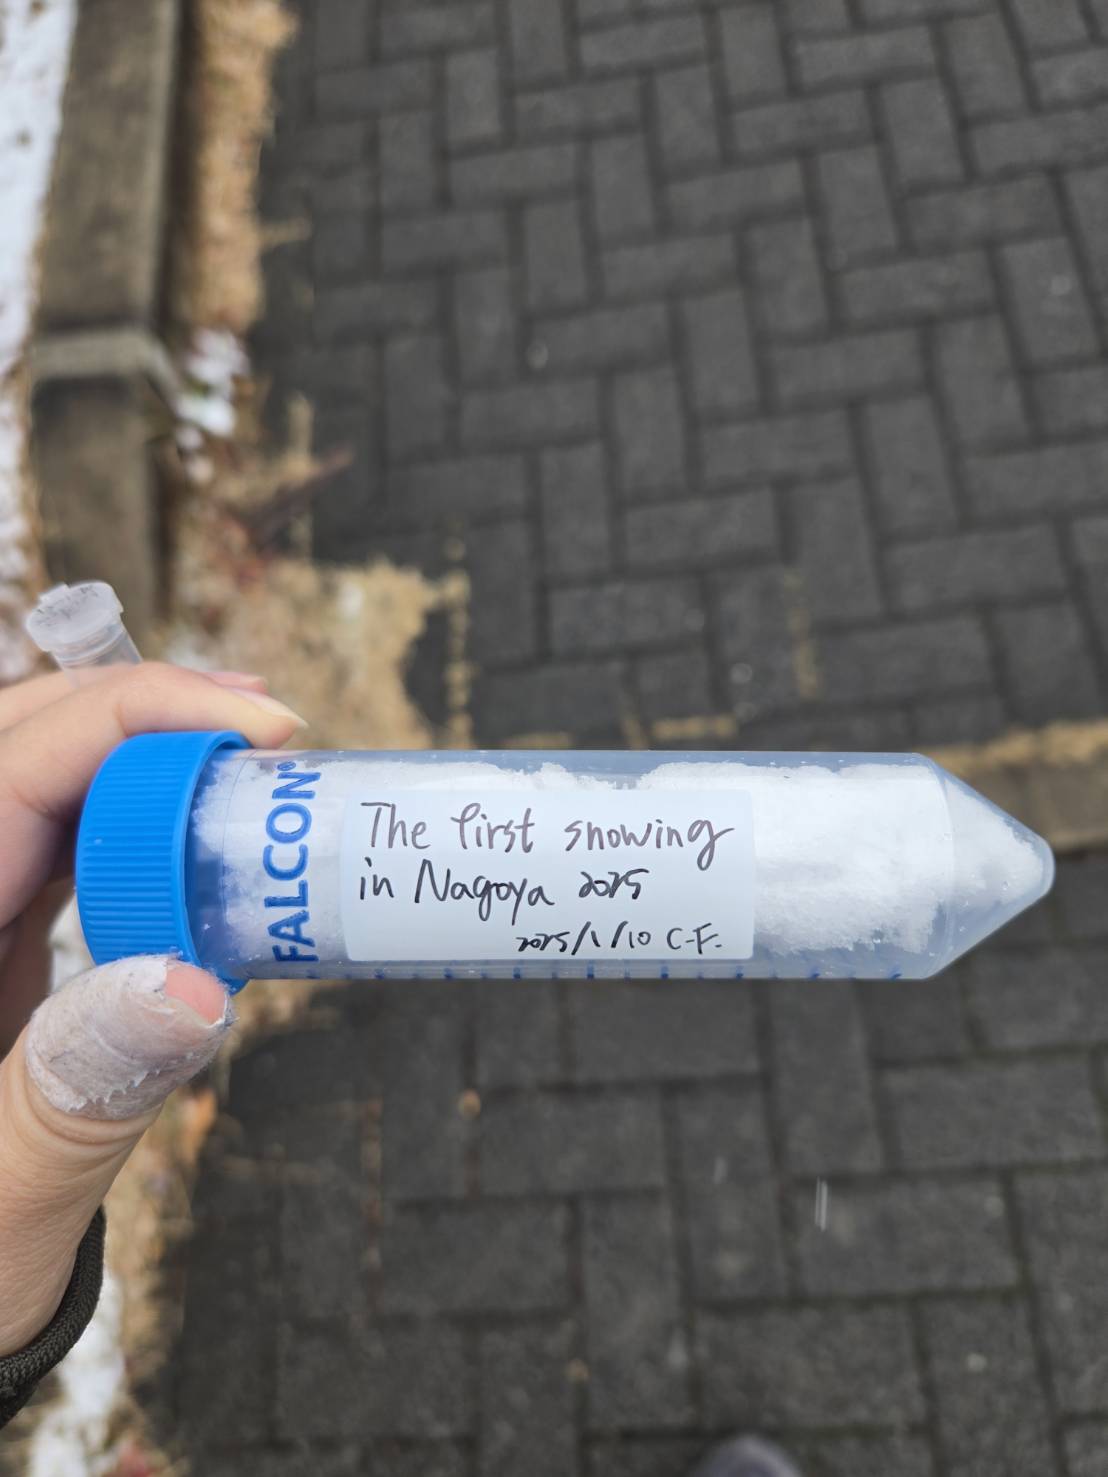 FALCON®
The first snowing
in Nagoya 2025
2025/1/10 C.F.